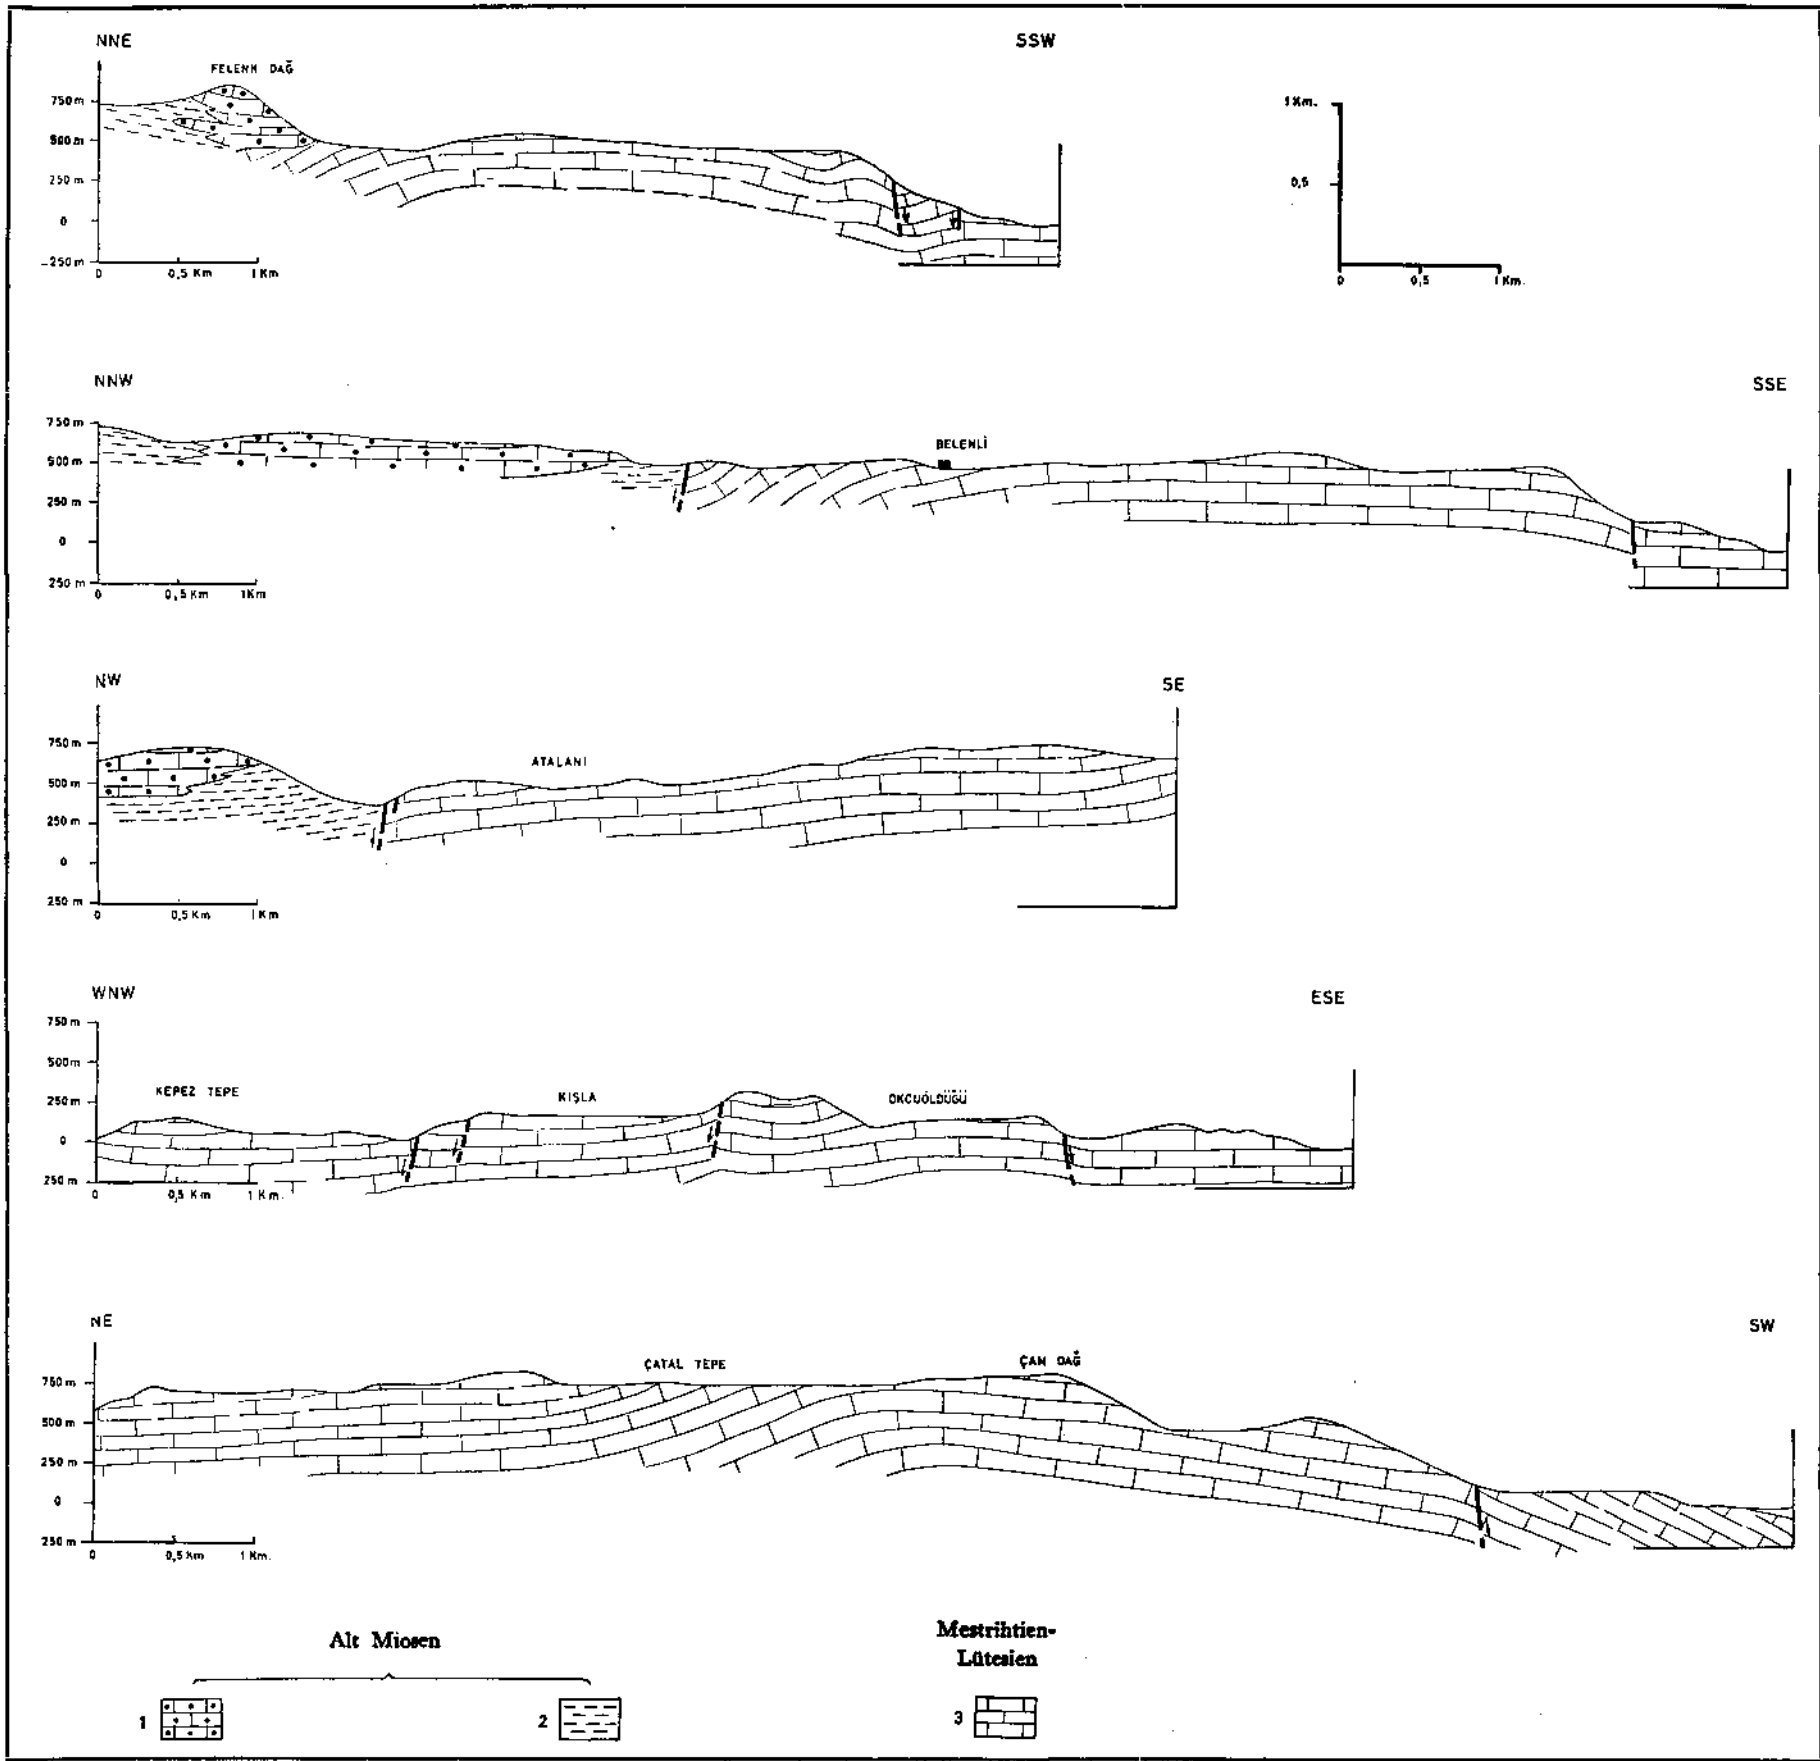 NNE SSW
FELENK DAĞ
750 m
500 m
250 m
0
-250 m
0 0,5 Km 1 Km
1 Km.
0,5
0 0,5 1 Km.
NNW SSE
750 m
500 m
250 m
0
250 m
BELENLİ
0 0,5 Km 1 Km
NW SE
750 m
500 m
250 m
0
250 m
ATALANI
0 0,5 Km 1 Km
WNW ESE
750 m
500 m
250 m
0
250 m
KEPEZ TEPE KIŞLA OKCUÖLDÜĞÜ
0 0,5 Km 1 Km.
NE SW
ÇATAL TEPE ÇAM DAĞ
750 m
500 m
250 m
0
250 m
0 0,5 Km 1 Km.
Alt Miosen
Mestrihtien-
Lütesien
1 2 3